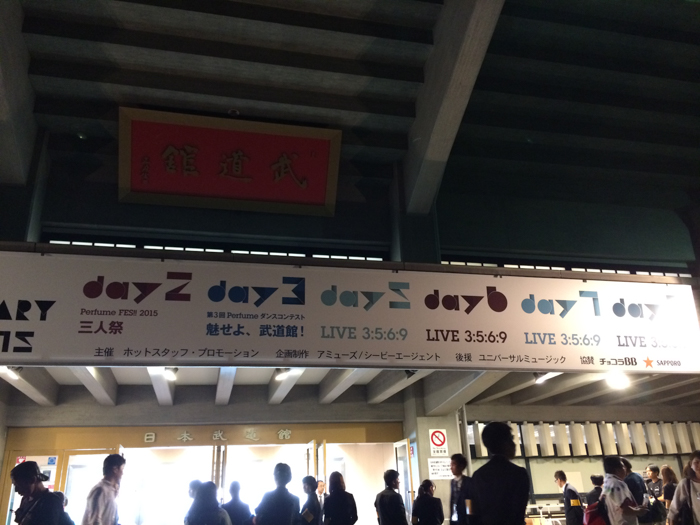 武道館
ARY
15
day2
Perfume FES!! 2015
三人祭
day3
第3回 Perfume ダンスコンテスト
魅せよ、武道館!
day5
LIVE 3:5:6:9
day6
LIVE 3:5:6:9
day7
LIVE 3:5:6:9
day
LIVE 3:5:6:9
主催 ホットスタッフ・プロモーション 企画制作 アミューズ/シーピーエージェント 後援 ユニバーサルミュージック 協賛 チョコラBB SAPPORO
日本武道館